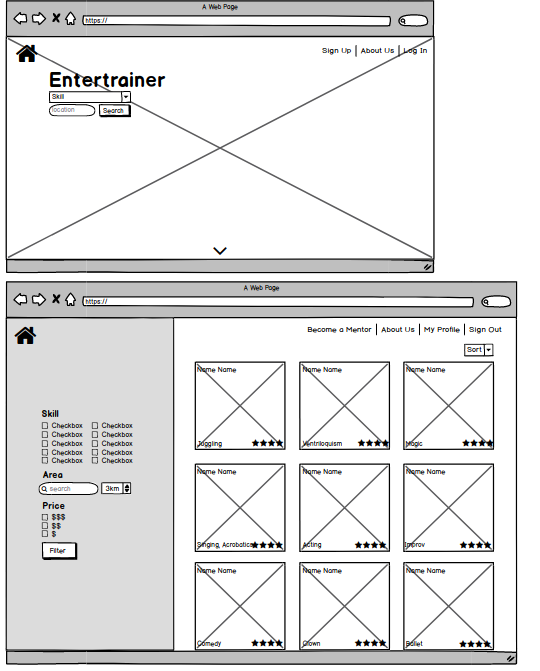 A Web Page
https://
Sign Up | About Us | Log In
Entertrainer
Skill
location
Search
A Web Page
https://
Become a Mentor | About Us | My Profile | Sign Out
Sort
Name Name
Name Name
Name Name
Juggling
Ventriloquism
Magic
Skill
Checkbox Checkbox
Checkbox Checkbox
Checkbox Checkbox
Checkbox Checkbox
Checkbox Checkbox
Area
search
3km
Price
$$$
$$
$
Filter
Name Name
Name Name
Name Name
Singing, Acrobatics
Acting
Improv
Name Name
Name Name
Name Name
Comedy
Clown
Ballet